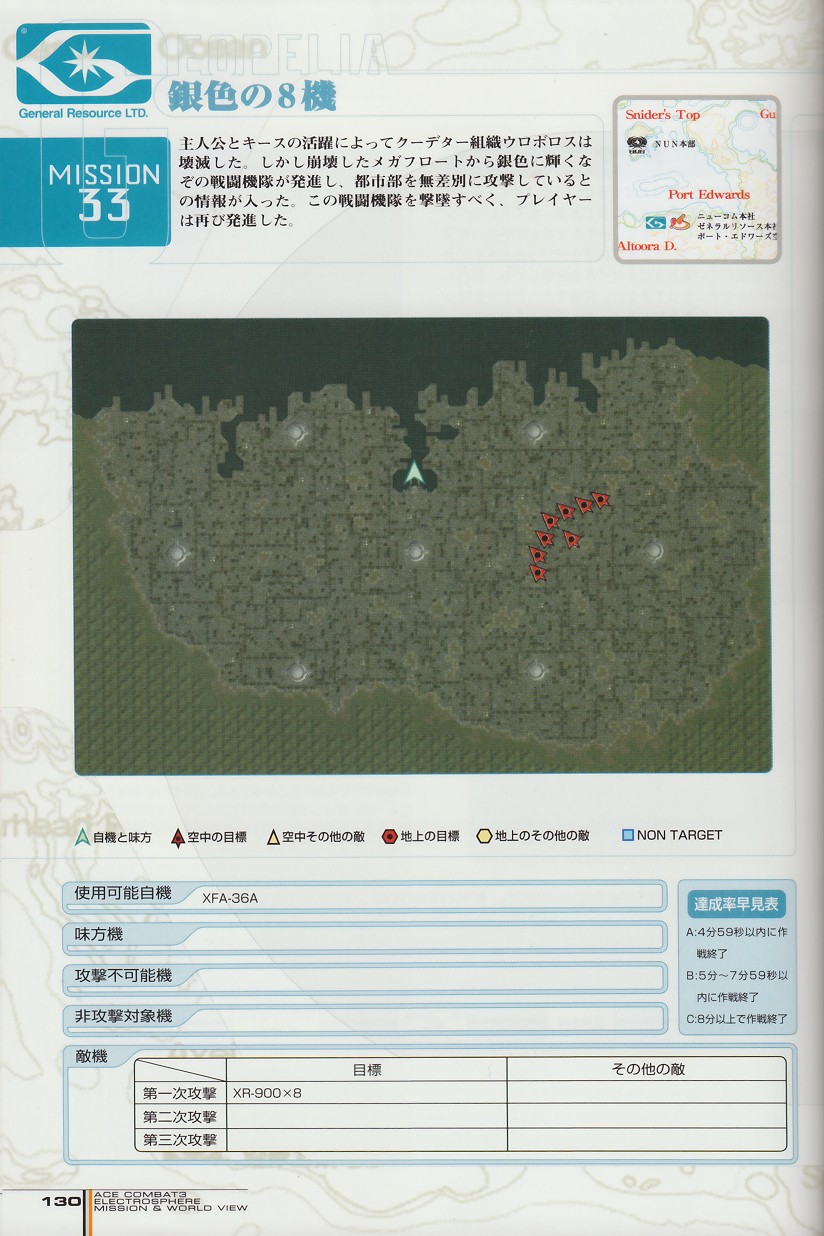 GEOPELIA
General Resource LTD.
銀色の8機
MISSION
33
主人公とキースの活躍によってクーデター組織ウロボロスは
壊滅した。しかし崩壊したメガフロートから銀色に輝くな
ぞの戦闘機隊が発進し、都市部を無差別に攻撃していると
の情報が入った。この戦闘機隊を撃墜すべく、プレイヤー
は再び発進した。
Snider's Top
Gu
NUN本部
Port Edwards
ニューコム本社
ゼネラルリソース本社
ポート・エドワーズ空
Altoora D.
自機と味方
空中の目標
空中その他の敵
地上の目標
地上のその他の敵
NON TARGET
使用可能自機
XFA-36A
味方機
攻撃不可能機
非攻撃対象機
達成率早見表
A:4分59秒以内に作
戦終了
B:5分〜7分59秒以
内に作戦終了
C:8分以上で作戦終了
敵機
目標
その他の敵
第一次攻撃
XR-900×8
第二次攻撃
第三次攻撃
130
ACE COMBAT3
ELECTROSPHERE
MISSION & WORLD VIEW